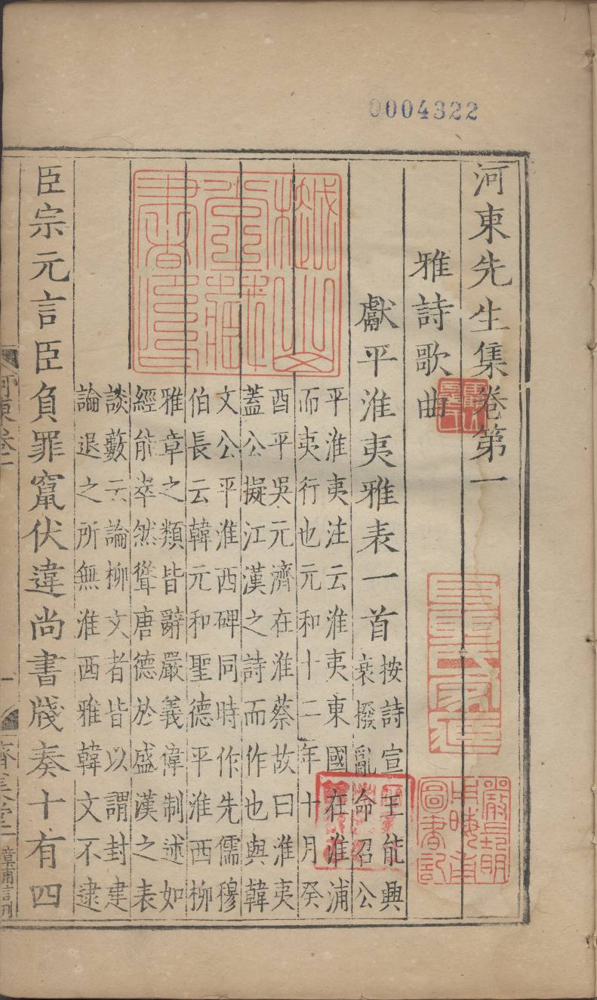 0004322
河東先生集卷第一
雅詩歌曲
獻平淮夷雅表一首
按詩宣王能興
衰撥亂命召公
平淮夷注云淮夷東國在淮浦
而夷行也元和十二年十月癸
酉平吳元濟在淮蔡故曰淮夷
蓋公擬江漢之詩而作也與韓
文公平淮西碑同時作先儒穆
伯長云韓元和聖德平淮西柳
雅章之類皆辭嚴義偉制述如
經能崒然聳唐德於盛漢之表
談藪云論柳文者皆以謂封建
論退之所無淮西雅韓文不逮
臣宗元言臣負罪竄伏違尚書牋奏十有四
河東卷一
一